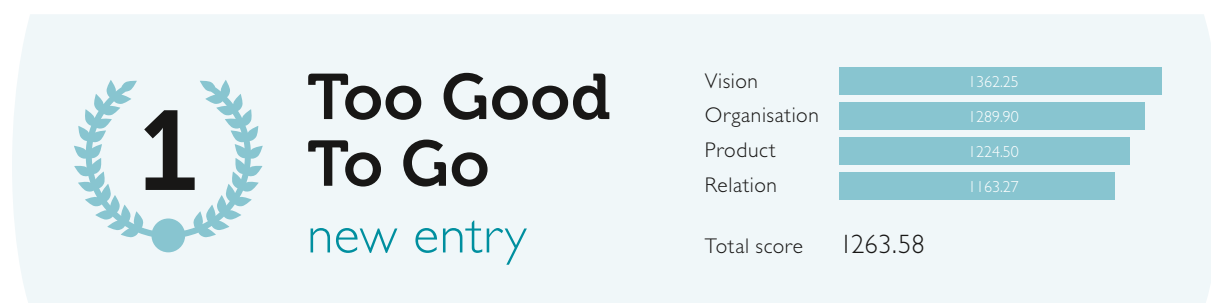 1
Too Good
To Go
new entry
Vision 1362.25
Organisation 1289.90
Product 1224.50
Relation 1163.27
Total score 1263.58